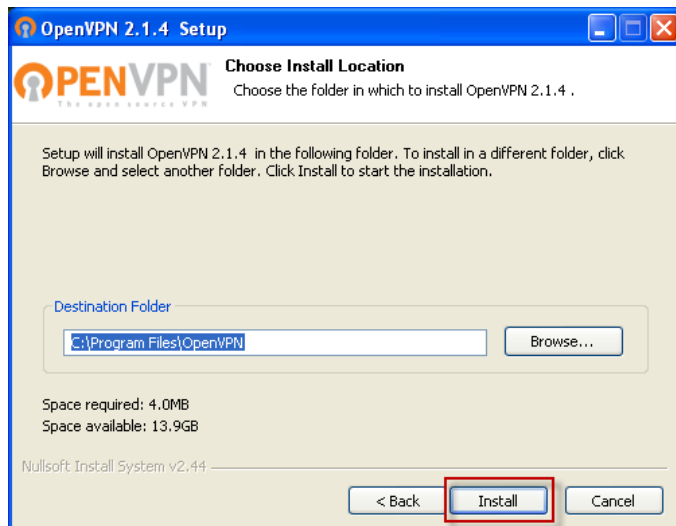 OpenVPN 2.1.4 Setup
OPENVPN
The open source VPN
Choose Install Location
Choose the folder in which to install OpenVPN 2.1.4 .
Setup will install OpenVPN 2.1.4 in the following folder. To install in a different folder, click
Browse and select another folder. Click Install to start the installation.
Destination Folder
C:\Program Files\OpenVPN
Browse...
Space required: 4.0MB
Space available: 13.9GB
Nullsoft Install System v2.44
< Back
Install
Cancel